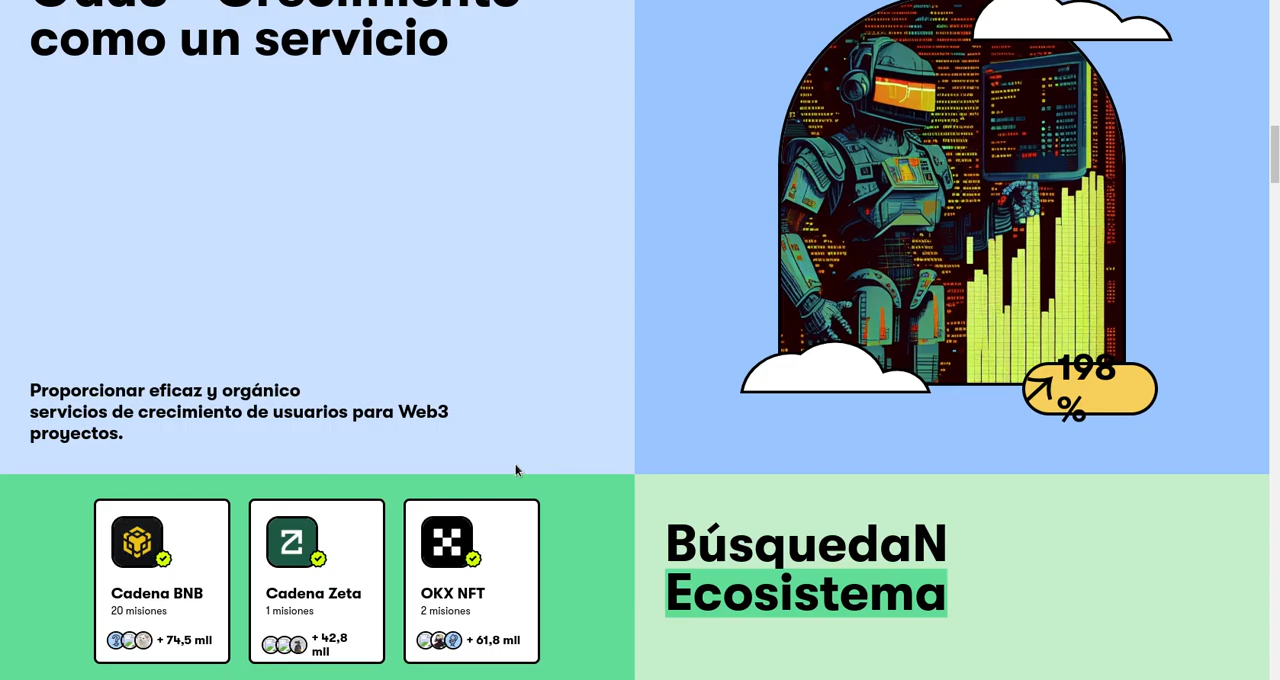 como un servicio
198
%
Proporcionar eficaz y orgánico
servicios de crecimiento de usuarios para Web3
proyectos.
Cadena BNB
20 misiones
+ 74,5 mil
Cadena Zeta
1 misiones
+ 42,8
mil
OKX NFT
2 misiones
+ 61,8 mil
BúsquedaN
Ecosistema